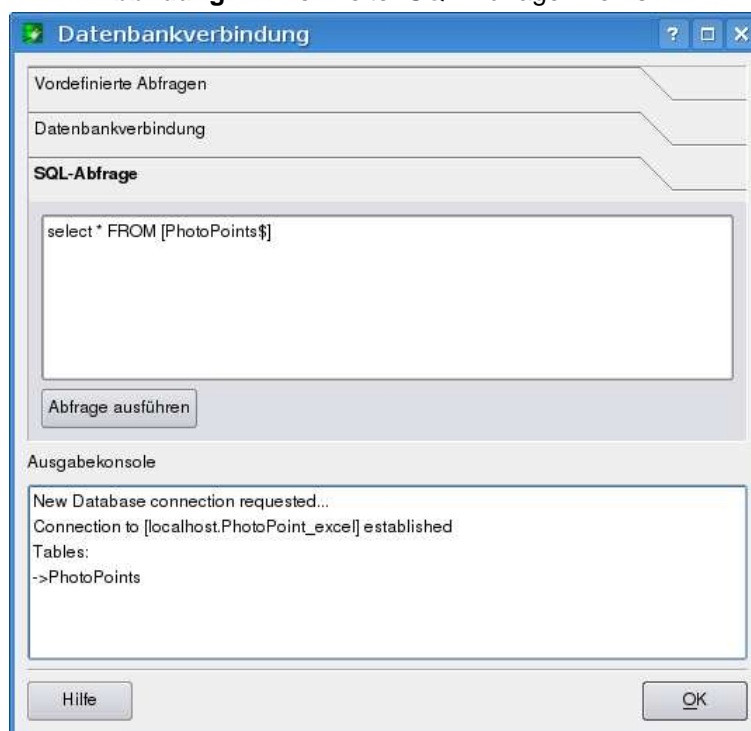 Datenbankverbindung
Vordefinierte Abfragen
Datenbankverbindung
SQL-Abfrage
select * FROM [PhotoPoints$]
Abfrage ausführen
Ausgabekonsole
New Database connection requested...
Connection to [localhost.PhotoPoint_excel] established
Tables:
->PhotoPoints
Hilfe
OK